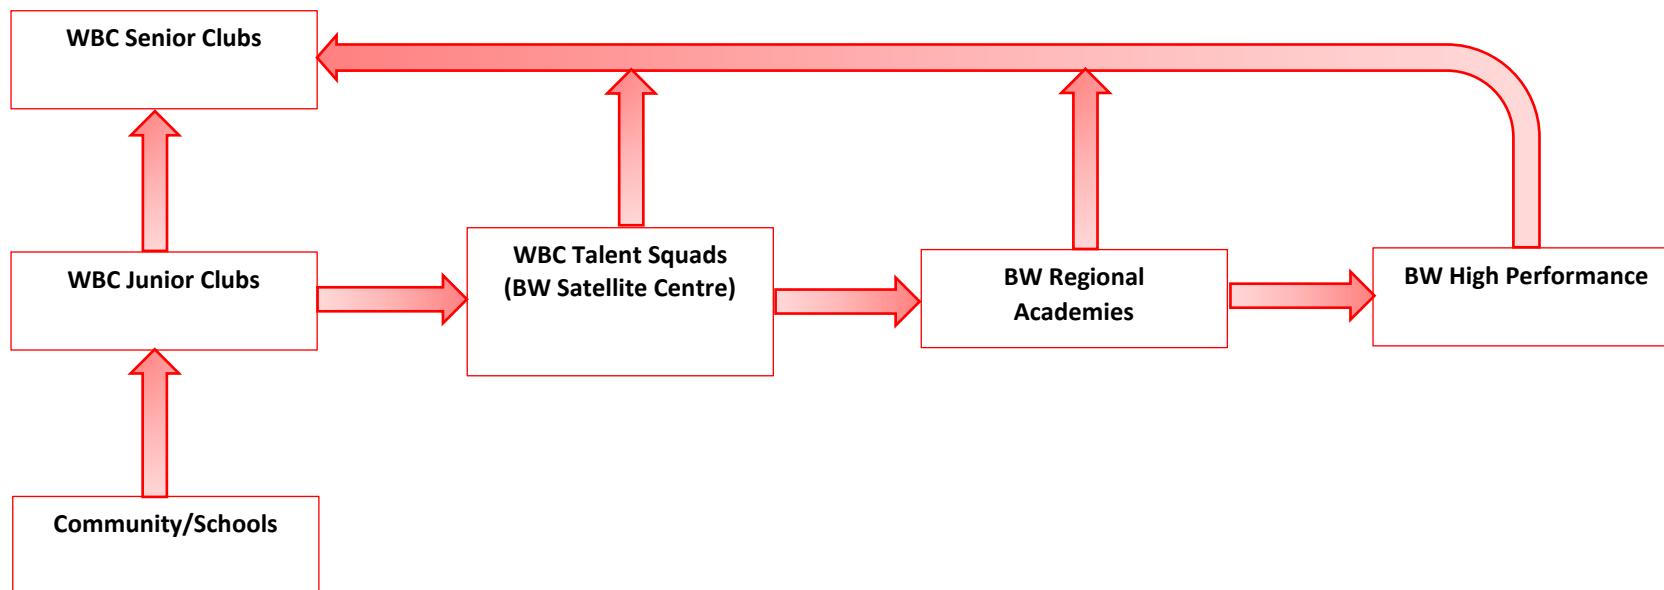 WBC Senior Clubs
WBC Junior Clubs
WBC Talent Squads
(BW Satellite Centre)
BW Regional
Academies
BW High Performance
Community/Schools